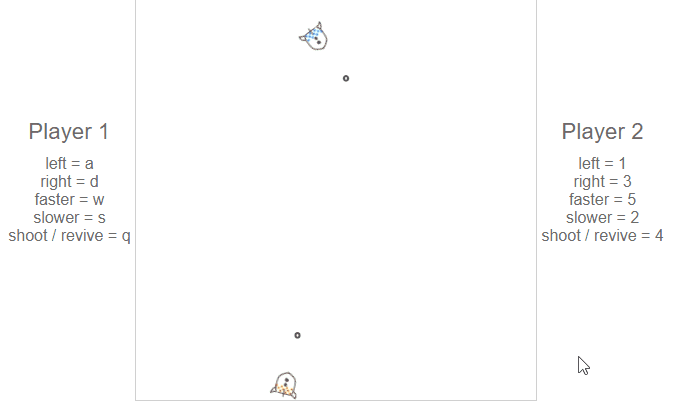 Player 1
left = a
right = d
faster = w
slower = s
shoot / revive = q
Player 2
left = 1
right = 3
faster = 5
slower = 2
shoot / revive = 4